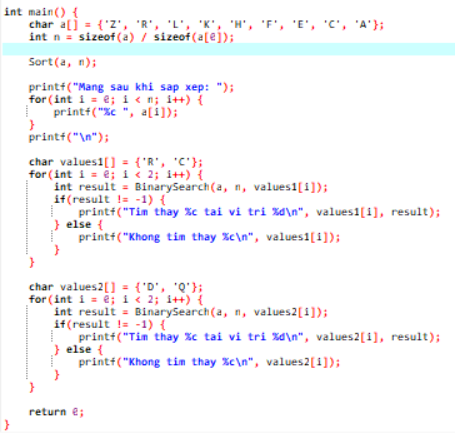 int main() {
    char a[] = {'Z', 'R', 'L', 'K', 'H', 'F', 'E', 'C', 'A'};
    int n = sizeof(a) / sizeof(a[0]);
    Sort(a, n);
    printf("Mang sau khi sap xep: ");
    for(int i = 0; i < n; i++) {
        printf("%c ", a[i]);
    }
    printf("\n");
    char values1[] = {'R', 'C'};
    for(int i = 0; i < 2; i++) {
        int result = BinarySearch(a, n, values1[i]);
        if(result != -1) {
            printf("Tim thay %c tai vi tri %d\n", values1[i], result);
        } else {
            printf("Khong tim thay %c\n", values1[i]);
        }
    }
    char values2[] = {'D', 'Q'};
    for(int i = 0; i < 2; i++) {
        int result = BinarySearch(a, n, values2[i]);
        if(result != -1) {
            printf("Tim thay %c tai vi tri %d\n", values2[i], result);
        } else {
            printf("Khong tim thay %c\n", values2[i]);
        }
    }
    return 0;
}